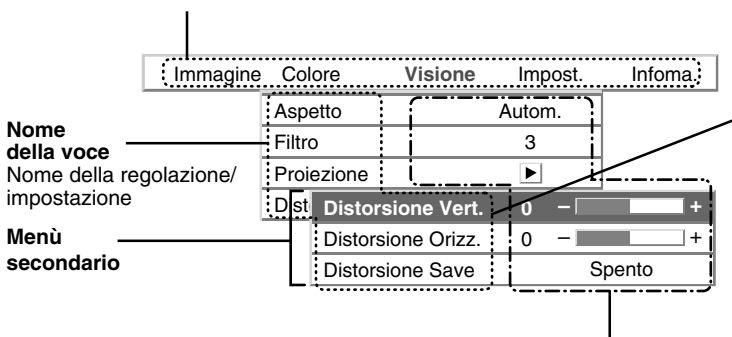 Immagine Colore Visione Impost. Infoma.
Aspetto Autom.
Filtro 3
Proiezione
Dist
Distorsione Vert. 0 − +
Distorsione Orizz. 0 − +
Distorsione Save Spento
Nome
della voce
Nome della regolazione/
impostazione
Menù
secondario